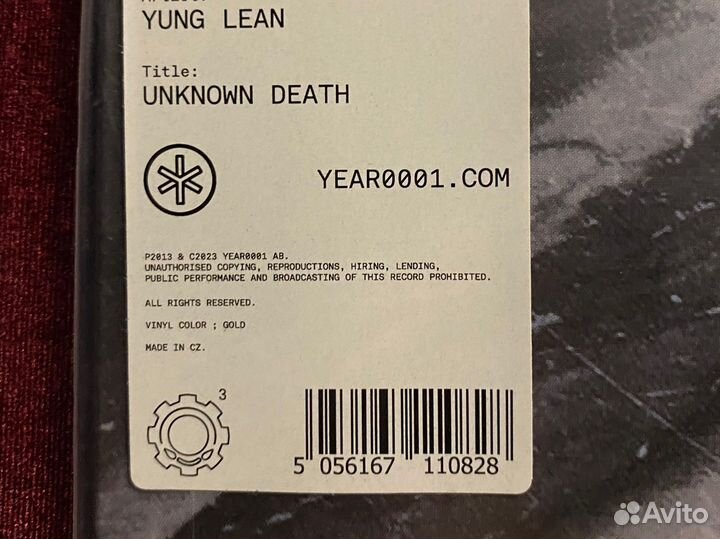 Artist:
YUNG LEAN
Title:
UNKNOWN DEATH
YEAR0001.COM
P2013 & C2023 YEAR0001 AB.
UNAUTHORISED COPYING, REPRODUCTIONS, HIRING, LENDING,
PUBLIC PERFORMANCE AND BROADCASTING OF THIS RECORD PROHIBITED.
ALL RIGHTS RESERVED.
VINYL COLOR ; GOLD
MADE IN CZ.
3
5 056167 110828
Avito